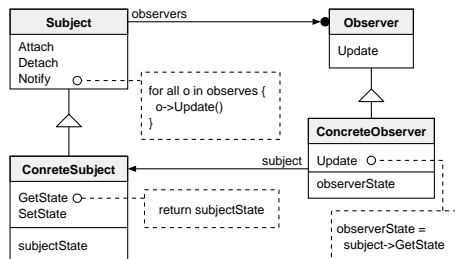 Subject
observers
Observer
Attach
Detach
Notify
Update
for all o in observes {
o->Update()
}
ConcreteObserver
subject
Update
observerState
ConreteSubject
GetState
SetState
return subjectState
subjectState
observerState =
subject->GetState